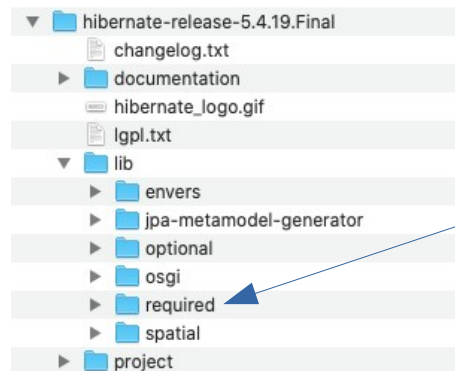 hibernate-release-5.4.19.Final
changelog.txt
documentation
hibernate_logo.gif
lgpl.txt
lib
envers
jpa-metamodel-generator
optional
osgi
required
spatial
project